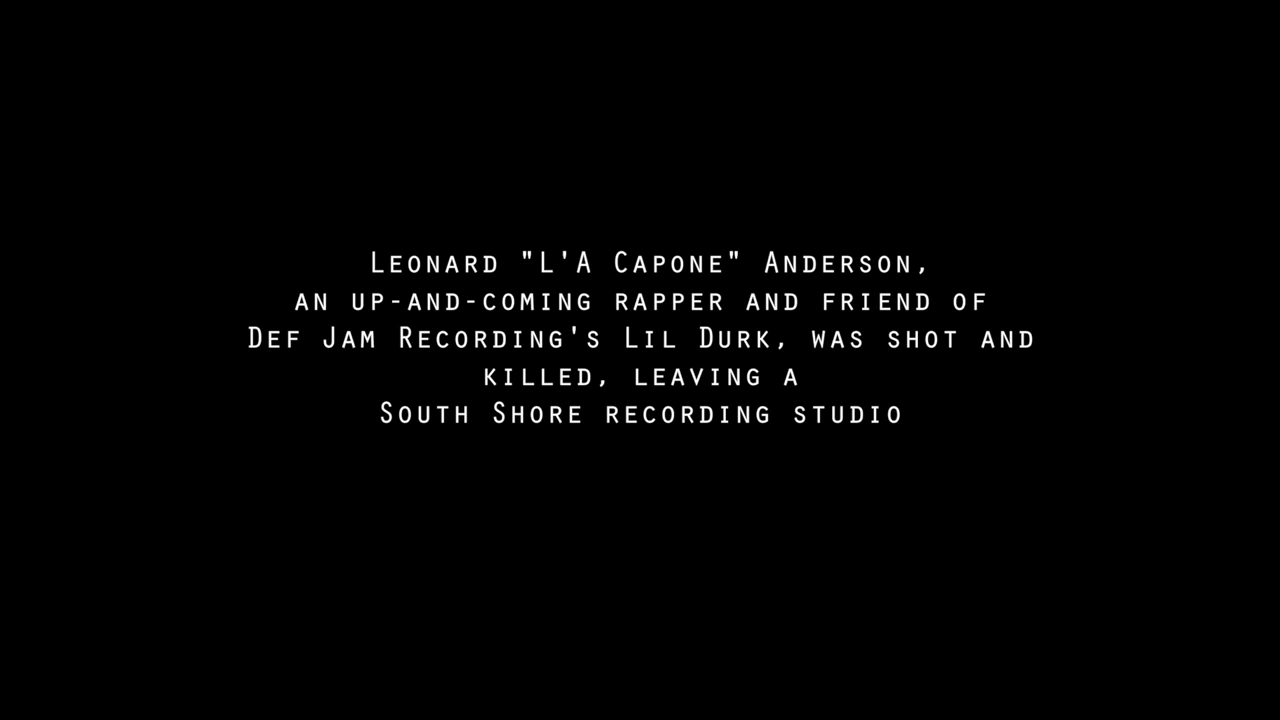 Leonard "L'A Capone" Anderson,
an up-and-coming rapper and friend of
Def Jam Recording's Lil Durk, was shot and
killed, leaving a
South Shore recording studio